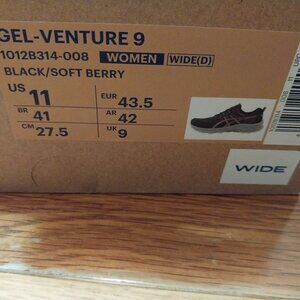 GEL-VENTURE 9
1012B314-008 WOMEN WIDE(D)
BLACK/SOFT BERRY
US 11 EUR 43.5
BR 41 AR 42
CM 27.5 UK 9
WIDE